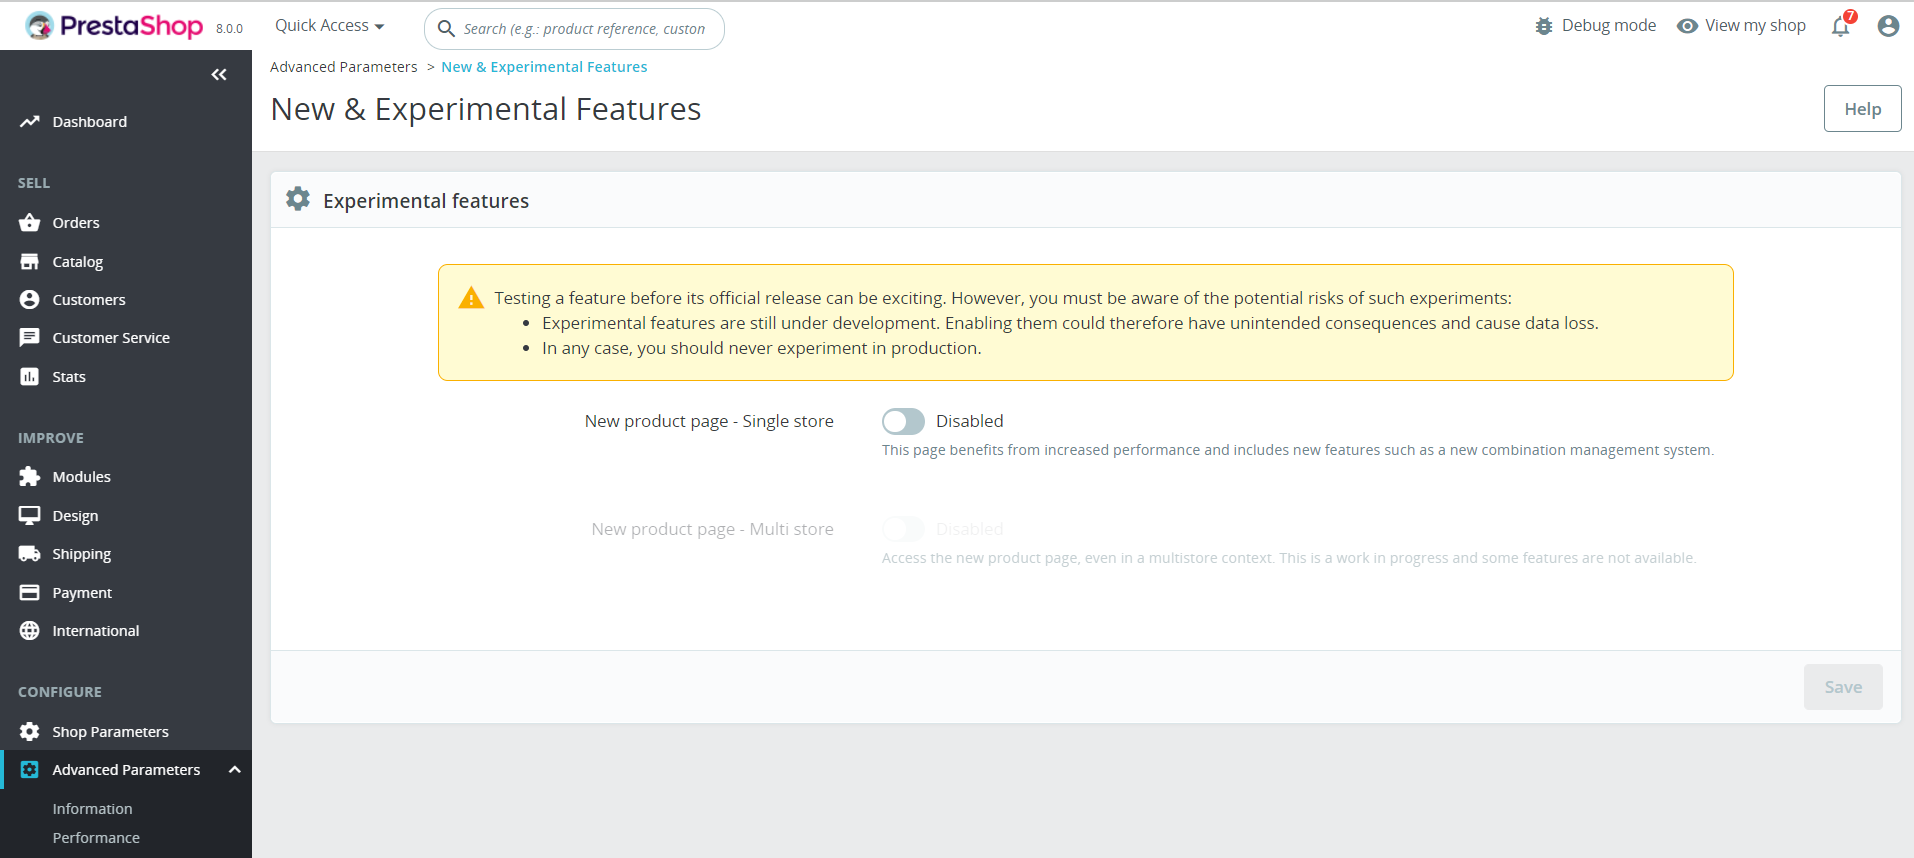 PrestaShop 8.0.0 Quick Access Search (e.g.: product reference, custon Debug mode View my shop 7
Advanced Parameters > New & Experimental Features
New & Experimental Features
Help
Dashboard
SELL
Orders
Catalog
Customers
Customer Service
Stats
IMPROVE
Modules
Design
Shipping
Payment
International
CONFIGURE
Shop Parameters
Advanced Parameters
Information
Performance
Experimental features
Testing a feature before its official release can be exciting. However, you must be aware of the potential risks of such experiments:
Experimental features are still under development. Enabling them could therefore have unintended consequences and cause data loss.
In any case, you should never experiment in production.
New product page - Single store Disabled
This page benefits from increased performance and includes new features such as a new combination management system.
New product page - Multi store Disabled
Access the new product page, even in a multistore context. This is a work in progress and some features are not available.
Save